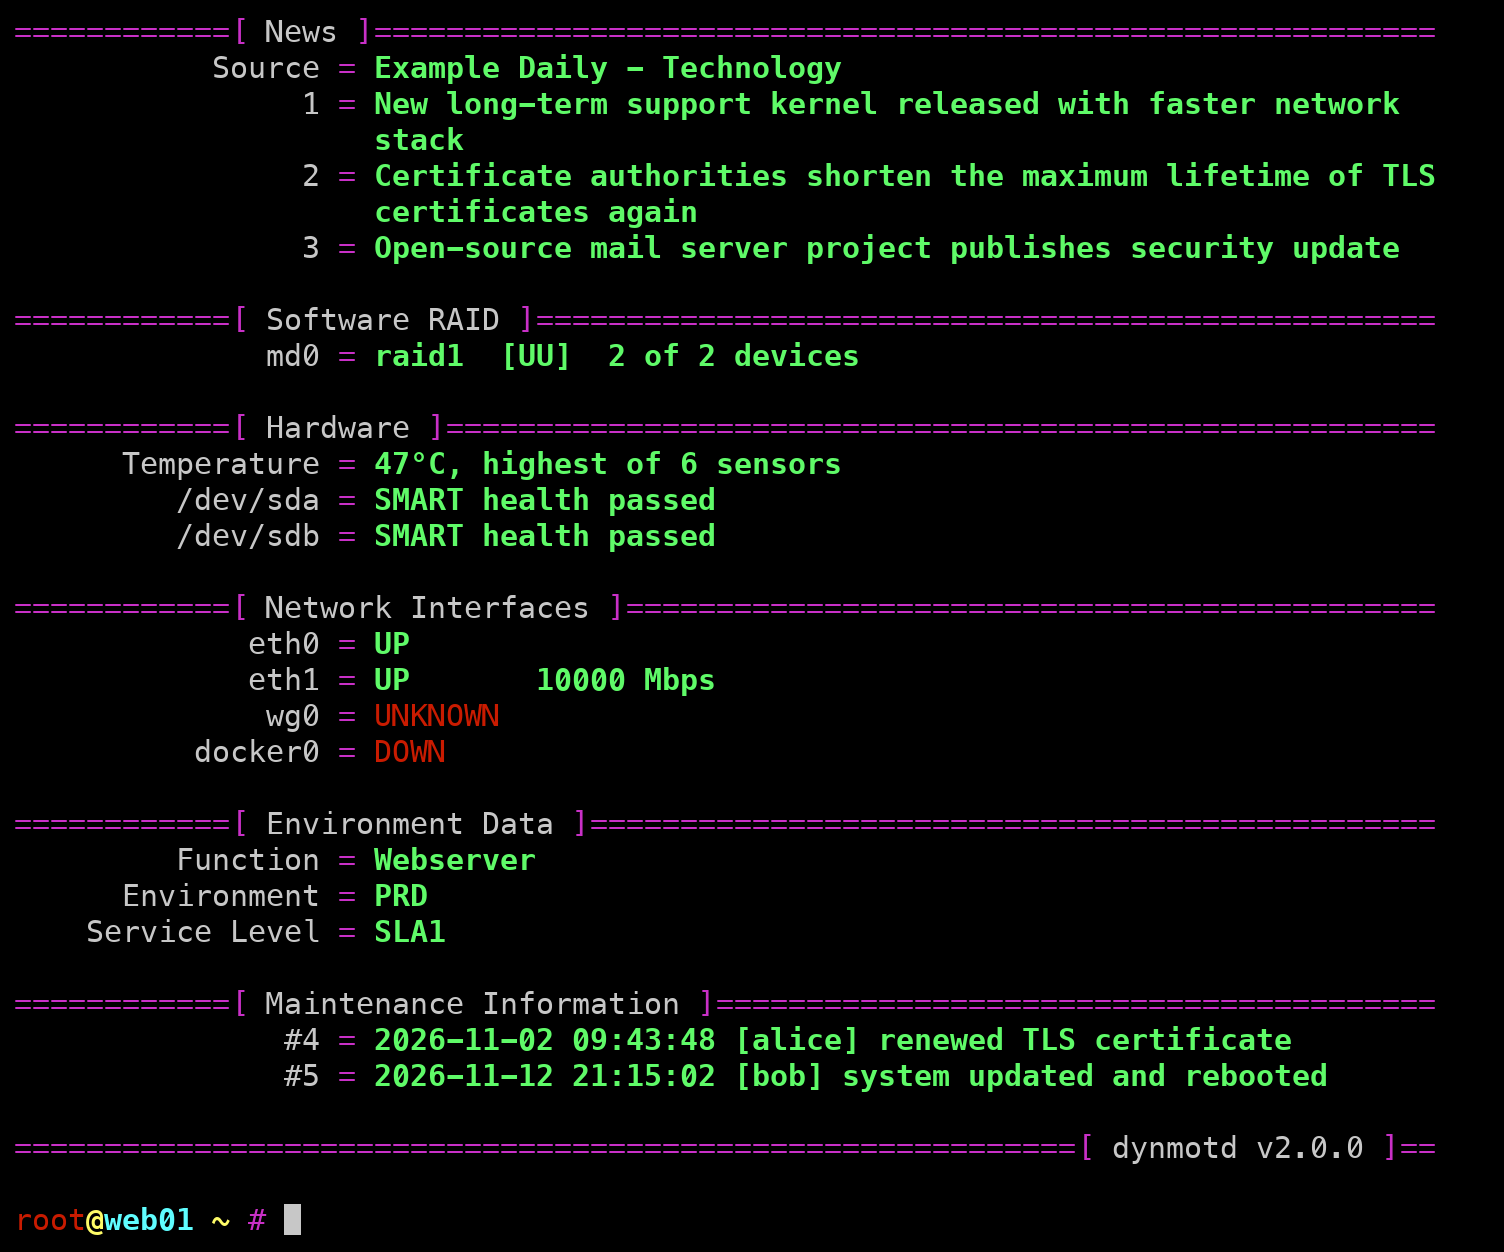 ============[ News ]===========================================================
Source = Example Daily - Technology
1 = New long-term support kernel released with faster network
stack
2 = Certificate authorities shorten the maximum lifetime of TLS
certificates again
3 = Open-source mail server project publishes security update
============[ Software RAID ]==================================================
md0 = raid1  [UU]  2 of 2 devices
============[ Hardware ]=======================================================
Temperature = 47°C, highest of 6 sensors
/dev/sda = SMART health passed
/dev/sdb = SMART health passed
============[ Network Interfaces ]=============================================
eth0 = UP
eth1 = UP       10000 Mbps
wg0 = UNKNOWN
docker0 = DOWN
============[ Environment Data ]===============================================
Function = Webserver
Environment = PRD
Service Level = SLA1
============[ Maintenance Information ]========================================
#4 = 2026-11-02 09:43:48 [alice] renewed TLS certificate
#5 = 2026-11-12 21:15:02 [bob] system updated and rebooted
===========================================================[ dynmotd v2.0.0 ]==
root@web01 ~ #